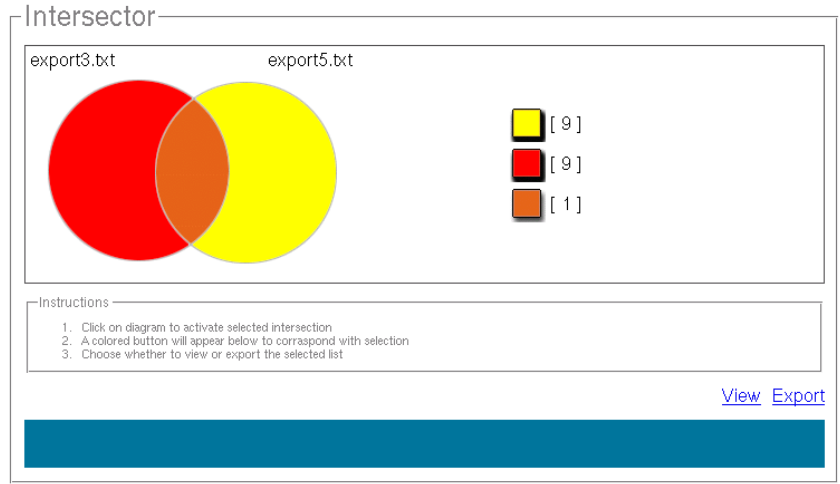 Intersector
export3.txt export5.txt
[ 9 ]
[ 9 ]
[ 1 ]
Instructions
1. Click on diagram to activate selected intersection
2. A colored button will appear below to corraspond with selection
3. Choose whether to view or export the selected list
View Export